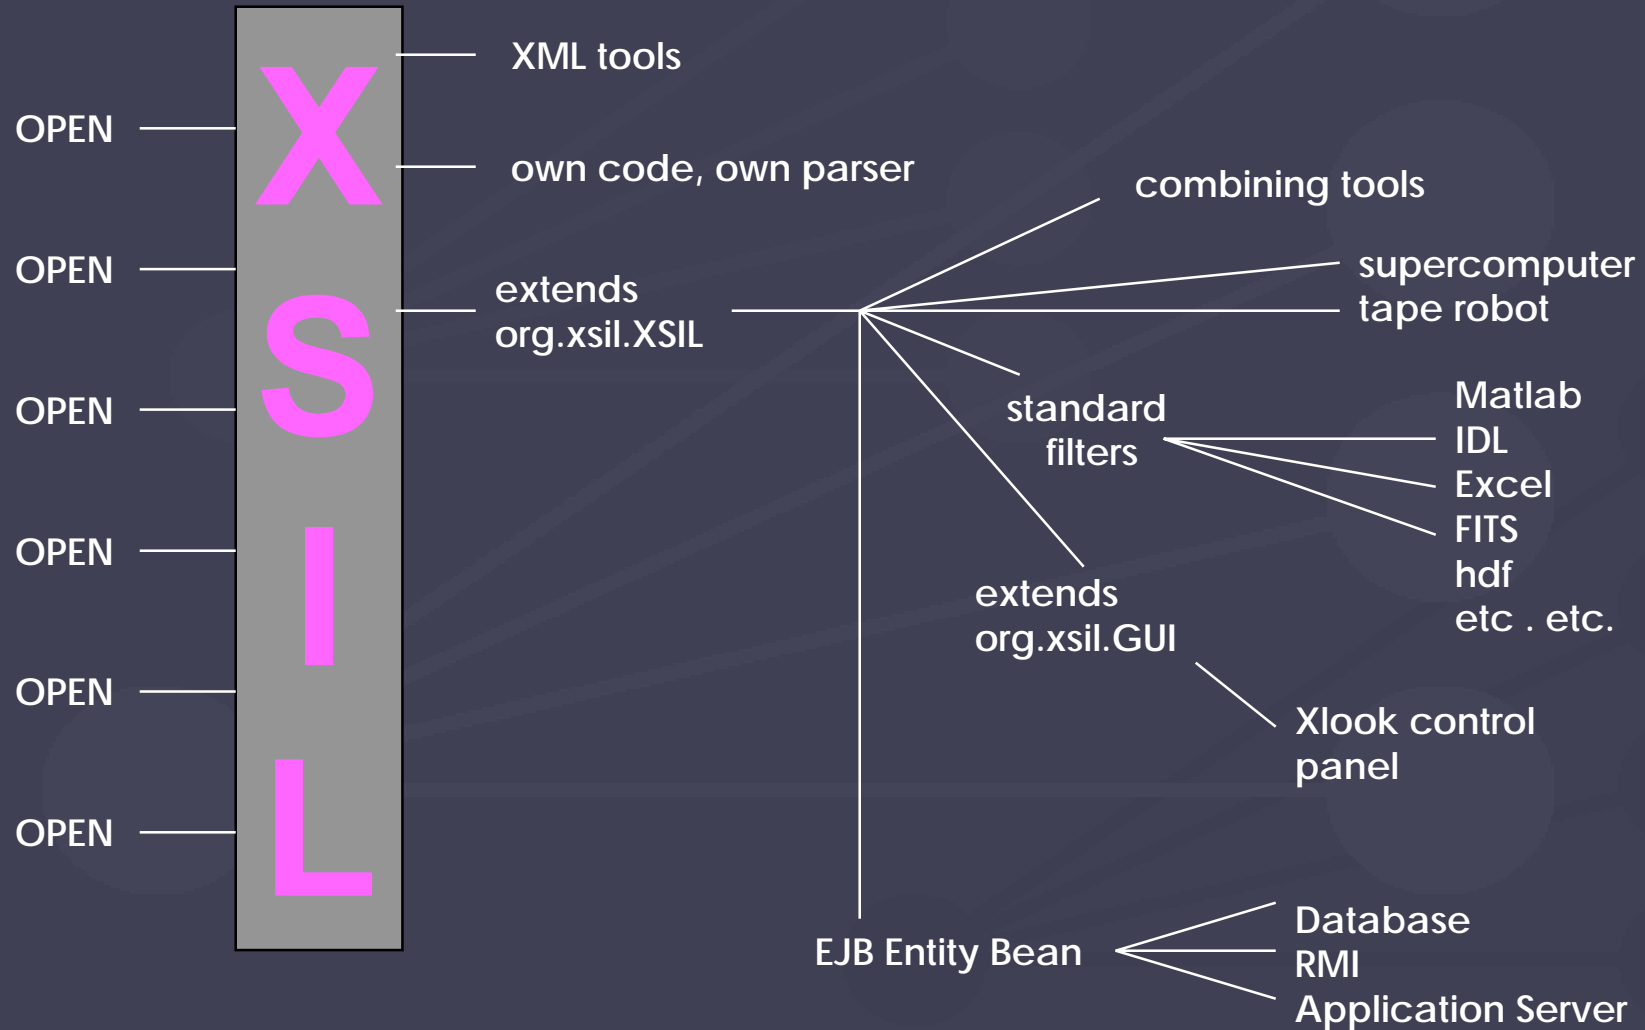 OPEN
OPEN
OPEN
OPEN
OPEN
OPEN
X
S
I
L
XML tools
own code, own parser
extends
org.xsil.XSIL
combining tools
supercomputer
tape robot
standard
filters
Matlab
IDL
Excel
FITS
hdf
etc . etc.
extends
org.xsil.GUI
Xlook control
panel
EJB Entity Bean
Database
RMI
Application Server